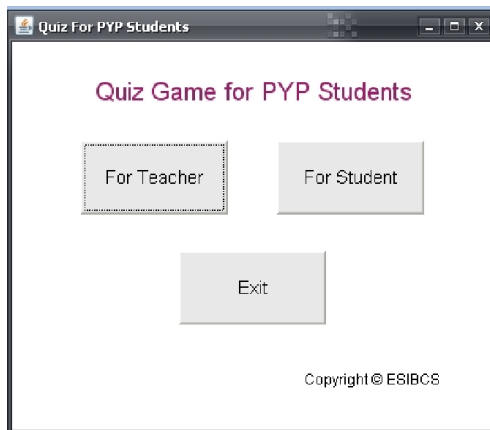 Quiz For PYP Students
Quiz Game for PYP Students
For Teacher
For Student
Exit
Copyright © ESIBCS